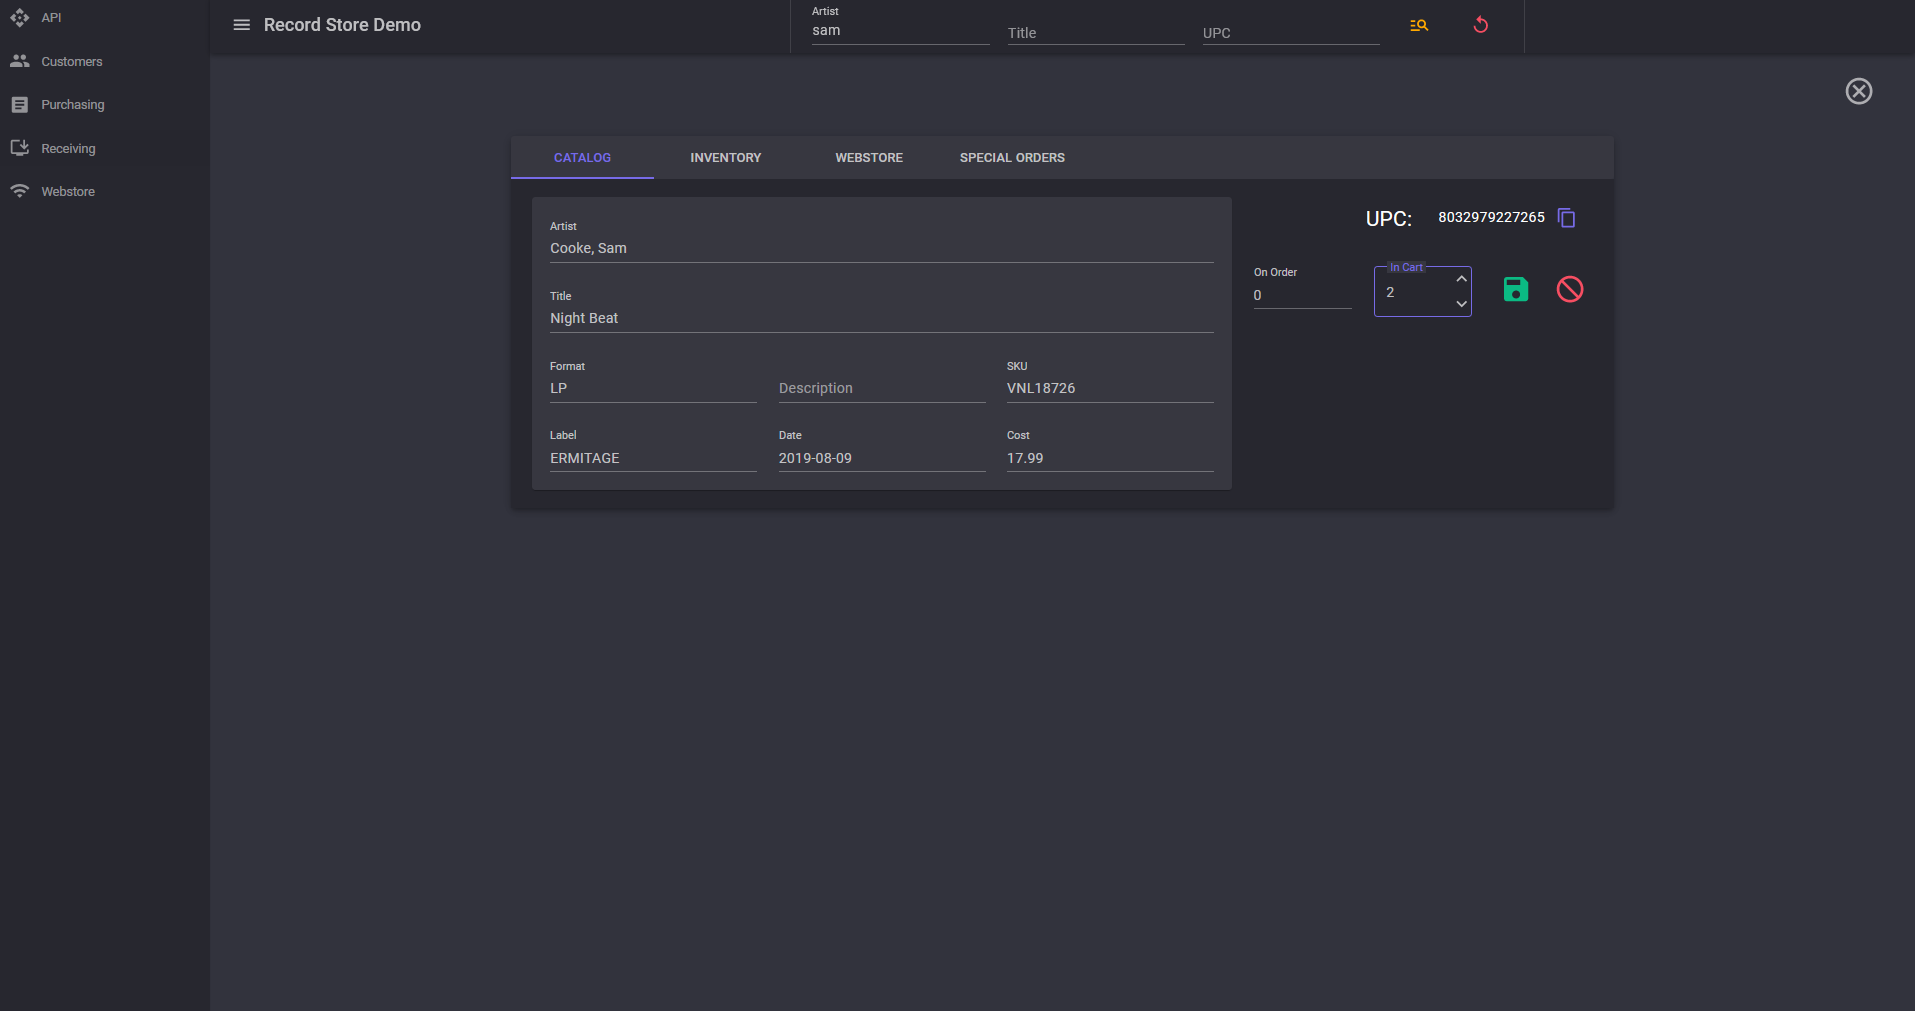 API
Customers
Purchasing
Receiving
Webstore
Record Store Demo
Artist
sam
Title
UPC
CATALOG
INVENTORY
WEBSTORE
SPECIAL ORDERS
Artist
Cooke, Sam
Title
Night Beat
Format
LP
Description
SKU
VNL18726
Label
ERMITAGE
Date
2019-08-09
Cost
17.99
UPC: 8032979227265
On Order
0
In Cart
2